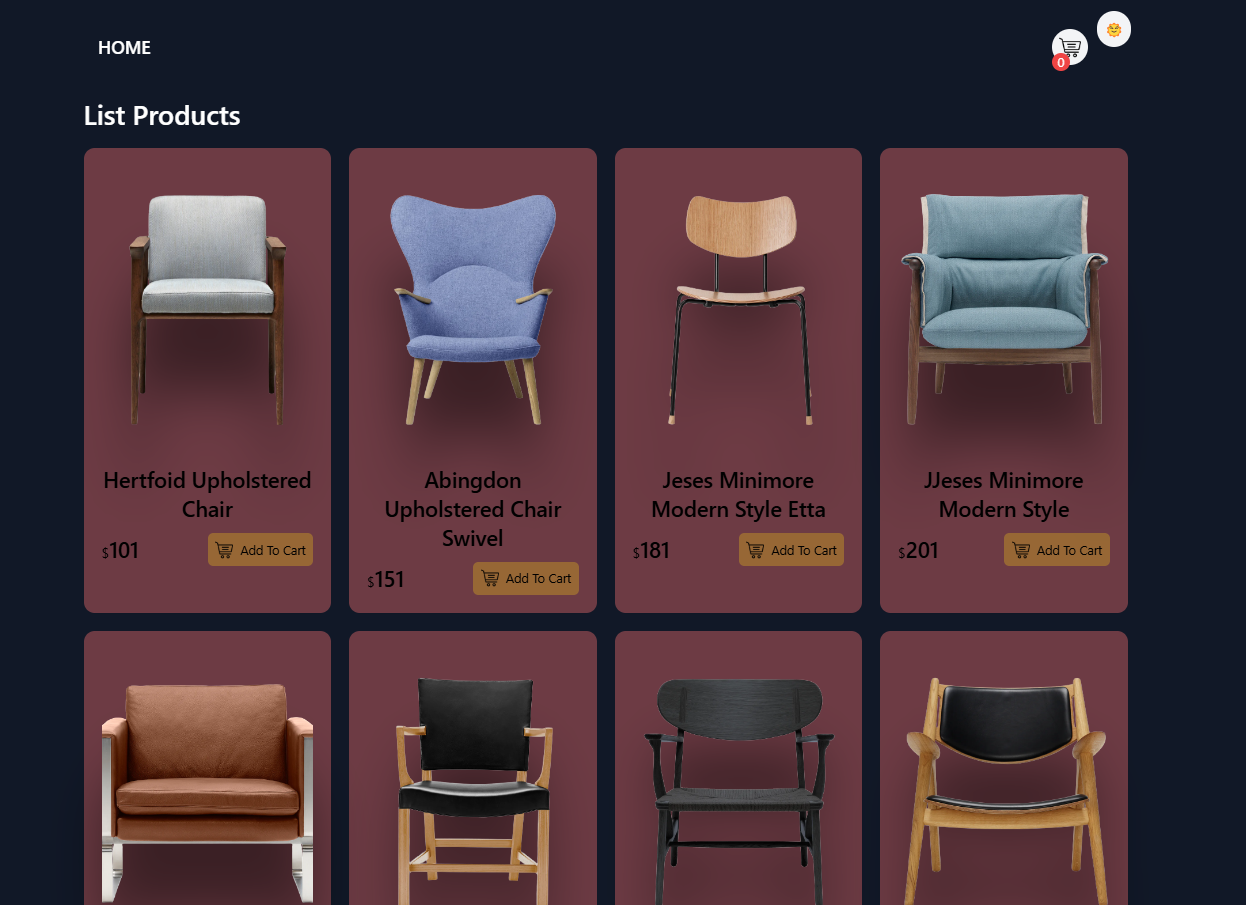 HOME
0
List Products
Hertfoid Upholstered
Chair
$101
Add To Cart
Abingdon
Upholstered Chair
Swivel
$151
Add To Cart
Jeses Minimore
Modern Style Etta
$181
Add To Cart
JJeses Minimore
Modern Style
$201
Add To Cart